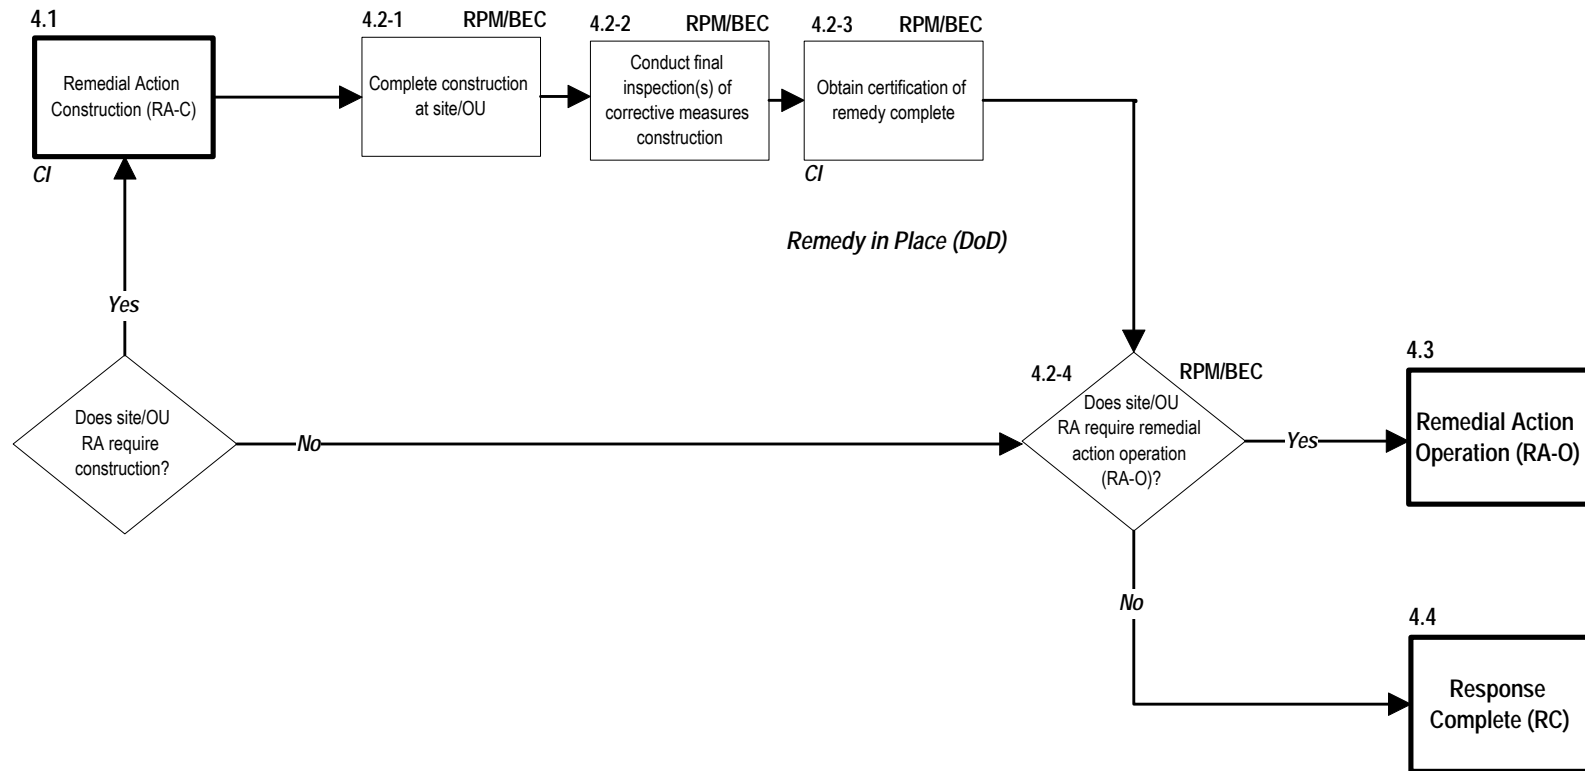 4.1
Remedial Action
Construction (RA-C)
CI
4.2-1 RPM/BEC
Complete construction
at site/OU
4.2-2 RPM/BEC
Conduct final
inspection(s) of
corrective measures
construction
4.2-3 RPM/BEC
Obtain certification of
remedy complete
CI
Remedy in Place (DoD)
Yes
Does site/OU
RA require
construction?
No
4.2-4 RPM/BEC
Does site/OU
RA require remedial
action operation
(RA-O)?
Yes
4.3
Remedial Action
Operation (RA-O)
No
4.4
Response
Complete (RC)